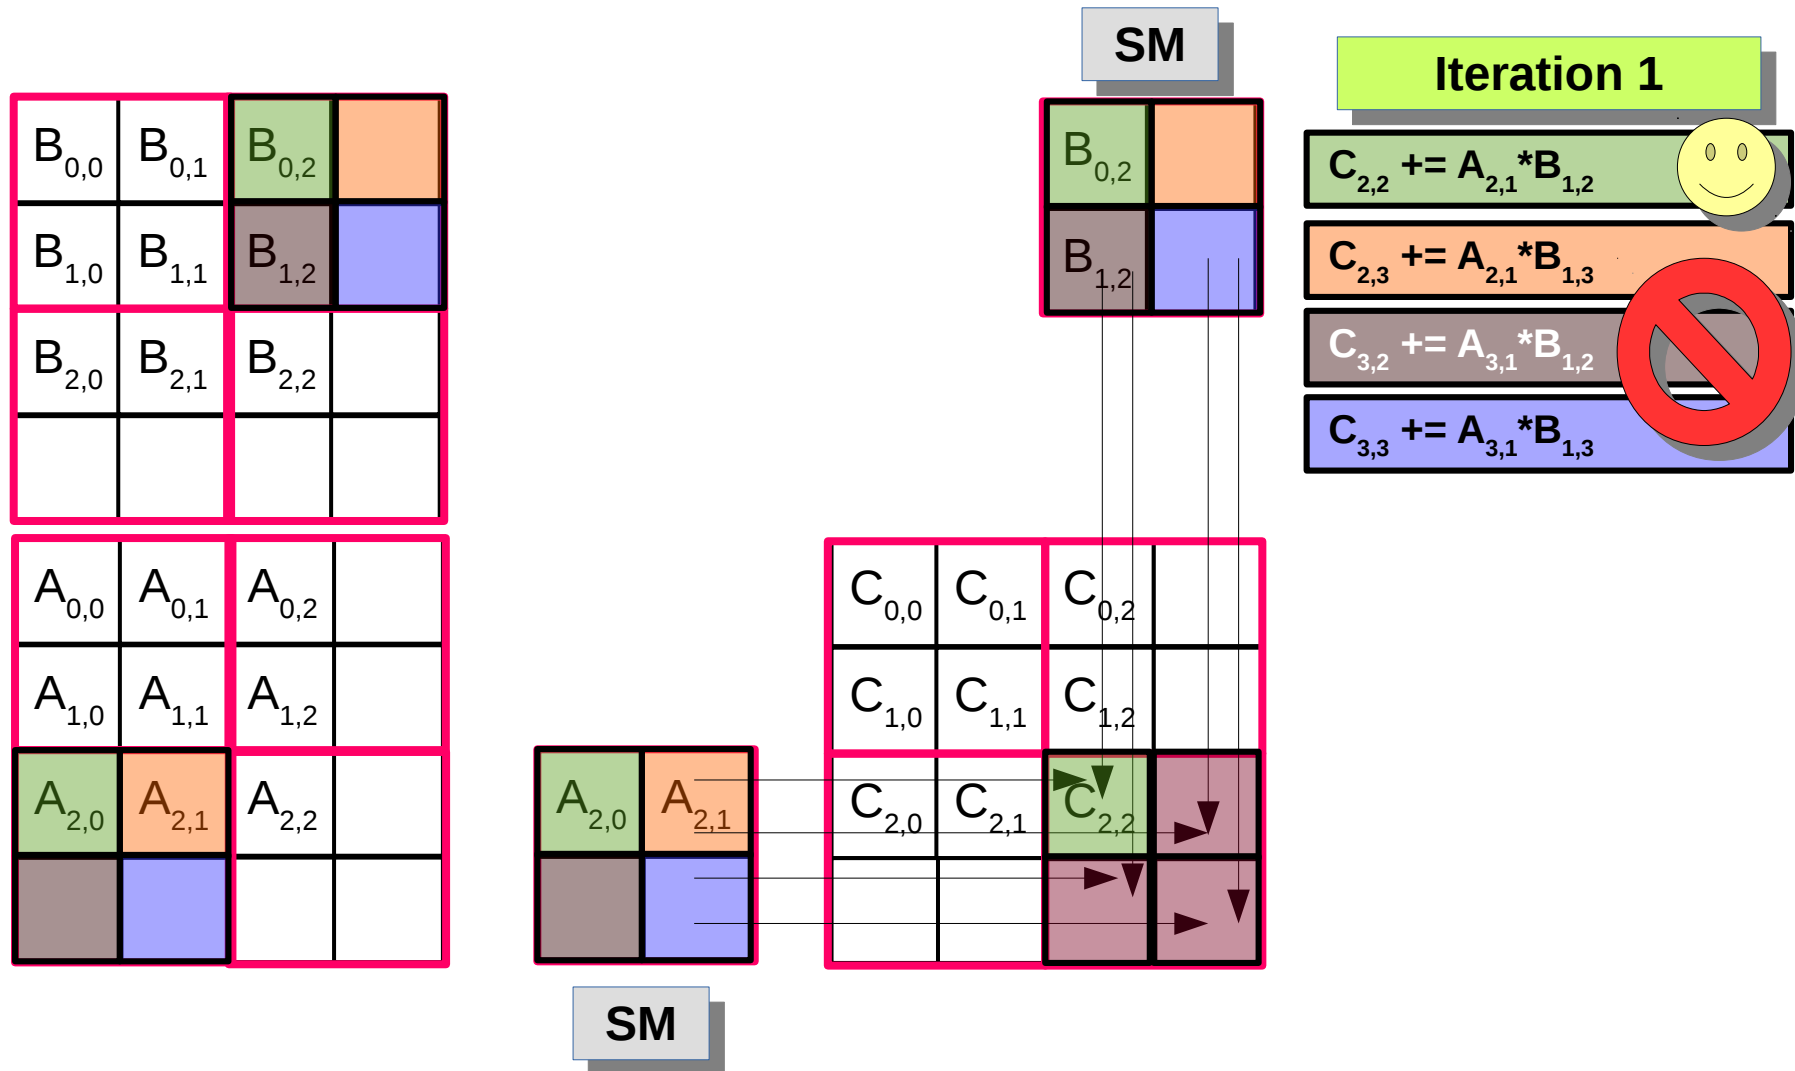 SM
Iteration 1
B0,0 B0,1 B0,2
B1,0 B1,1 B1,2
B2,0 B2,1 B2,2
B0,2
B1,2
C2,2 += A2,1*B1,2
C2,3 += A2,1*B1,3
C3,2 += A3,1*B1,2
C3,3 += A3,1*B1,3
A0,0 A0,1 A0,2
A1,0 A1,1 A1,2
A2,0 A2,1 A2,2
A2,0 A2,1
C0,0 C0,1 C0,2
C1,0 C1,1 C1,2
C2,0 C2,1 C2,2
SM